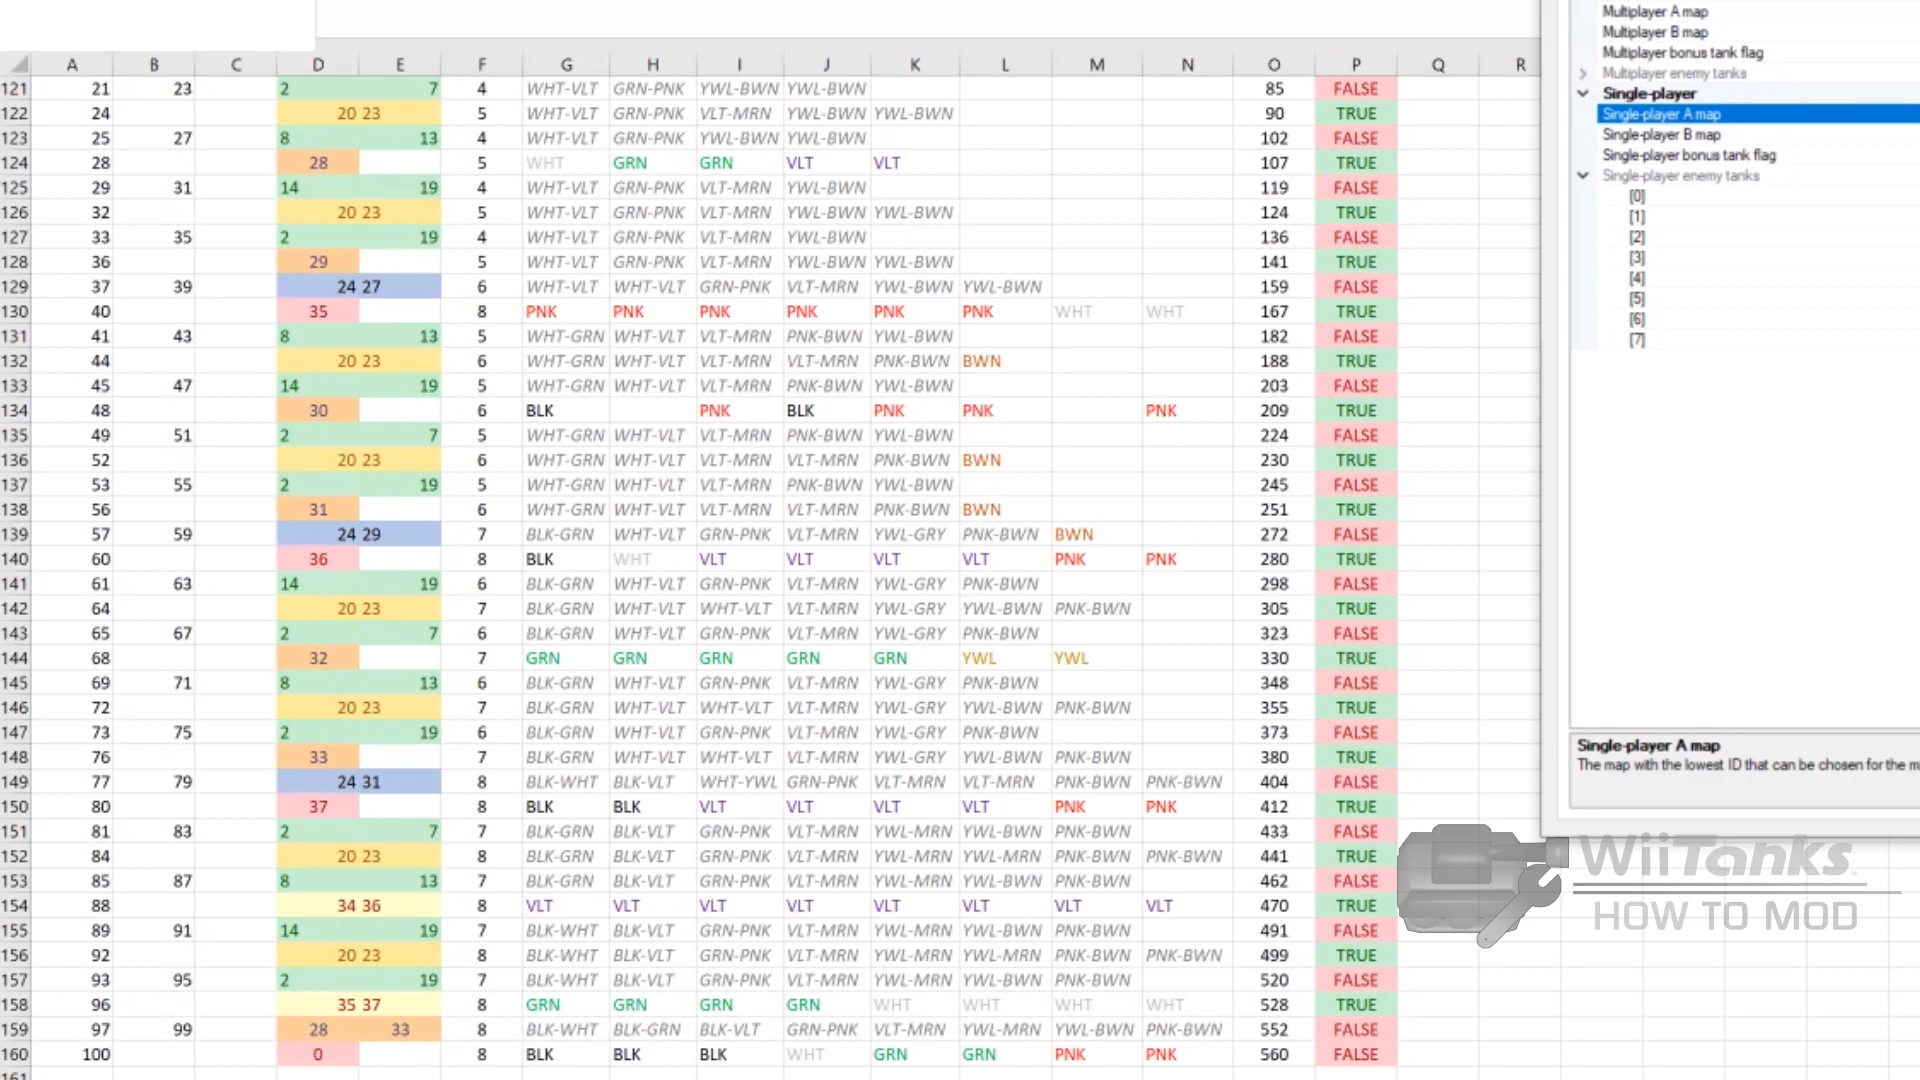 A B C D E F G H I J K L M N O P Q R
121 21 23 2 7 4 WHT-VLT GRN-PNK YWL-BWN YWL-BWN 85 FALSE
122 24 20 23 5 WHT-VLT GRN-PNK VLT-MRN YWL-BWN YWL-BWN 90 TRUE
123 25 27 8 13 4 WHT-VLT GRN-PNK YWL-BWN YWL-BWN 102 FALSE
124 28 28 5 WHT GRN GRN VLT VLT 107 TRUE
125 29 31 14 19 4 WHT-VLT GRN-PNK VLT-MRN YWL-BWN 119 FALSE
126 32 20 23 5 WHT-VLT GRN-PNK VLT-MRN YWL-BWN YWL-BWN 124 TRUE
127 33 35 2 19 4 WHT-VLT GRN-PNK VLT-MRN YWL-BWN 136 FALSE
128 36 29 5 WHT-VLT GRN-PNK VLT-MRN YWL-BWN YWL-BWN 141 TRUE
129 37 39 24 27 6 WHT-VLT WHT-VLT GRN-PNK VLT-MRN YWL-BWN YWL-BWN 159 FALSE
130 40 35 8 PNK PNK PNK PNK PNK PNK WHT WHT 167 TRUE
131 41 43 8 13 5 WHT-GRN WHT-VLT VLT-MRN PNK-BWN YWL-BWN 182 FALSE
132 44 20 23 6 WHT-GRN WHT-VLT VLT-MRN VLT-MRN PNK-BWN BWN 188 TRUE
133 45 47 14 19 5 WHT-GRN WHT-VLT VLT-MRN PNK-BWN YWL-BWN 203 FALSE
134 48 30 6 BLK PNK BLK PNK PNK PNK 209 TRUE
135 49 51 2 7 5 WHT-GRN WHT-VLT VLT-MRN PNK-BWN YWL-BWN 224 FALSE
136 52 20 23 6 WHT-GRN WHT-VLT VLT-MRN VLT-MRN PNK-BWN BWN 230 TRUE
137 53 55 2 19 5 WHT-GRN WHT-VLT VLT-MRN PNK-BWN YWL-BWN 245 FALSE
138 56 31 6 WHT-GRN WHT-VLT VLT-MRN VLT-MRN PNK-BWN BWN 251 TRUE
139 57 59 24 29 7 BLK-GRN WHT-VLT GRN-PNK VLT-MRN YWL-GRY PNK-BWN BWN 272 FALSE
140 60 36 8 BLK WHT VLT VLT VLT VLT PNK PNK 280 TRUE
141 61 63 14 19 6 BLK-GRN WHT-VLT GRN-PNK VLT-MRN YWL-GRY PNK-BWN 298 FALSE
142 64 20 23 7 BLK-GRN WHT-VLT WHT-VLT VLT-MRN YWL-GRY YWL-BWN PNK-BWN 305 TRUE
143 65 67 2 7 6 BLK-GRN WHT-VLT GRN-PNK VLT-MRN YWL-GRY PNK-BWN 323 FALSE
144 68 32 7 GRN GRN GRN GRN GRN YWL YWL 330 TRUE
145 69 71 8 13 6 BLK-GRN WHT-VLT GRN-PNK VLT-MRN YWL-GRY PNK-BWN 348 FALSE
146 72 20 23 7 BLK-GRN WHT-VLT WHT-VLT VLT-MRN YWL-GRY YWL-BWN PNK-BWN 355 TRUE
147 73 75 2 19 6 BLK-GRN WHT-VLT GRN-PNK VLT-MRN YWL-GRY PNK-BWN 373 FALSE
148 76 33 7 BLK-GRN WHT-VLT WHT-VLT VLT-MRN YWL-GRY YWL-BWN PNK-BWN 380 TRUE
149 77 79 24 31 8 BLK-WHT BLK-VLT WHT-YWL GRN-PNK VLT-MRN VLT-MRN PNK-BWN PNK-BWN 404 FALSE
150 80 37 8 BLK BLK VLT VLT VLT VLT PNK PNK 412 TRUE
151 81 83 2 7 7 BLK-GRN BLK-VLT GRN-PNK VLT-MRN YWL-MRN YWL-BWN PNK-BWN 433 FALSE
152 84 20 23 8 BLK-GRN BLK-VLT GRN-PNK VLT-MRN YWL-MRN YWL-MRN PNK-BWN PNK-BWN 441 TRUE
153 85 87 8 13 7 BLK-GRN BLK-VLT GRN-PNK VLT-MRN YWL-MRN YWL-BWN PNK-BWN 462 FALSE
154 88 34 36 8 VLT VLT VLT VLT VLT VLT VLT VLT 470 TRUE
155 89 91 14 19 7 BLK-WHT BLK-VLT GRN-PNK VLT-MRN YWL-MRN YWL-BWN PNK-BWN 491 FALSE
156 92 20 23 8 BLK-WHT BLK-VLT GRN-PNK VLT-MRN YWL-MRN YWL-MRN PNK-BWN PNK-BWN 499 TRUE
157 93 95 2 19 7 BLK-WHT BLK-VLT GRN-PNK VLT-MRN YWL-MRN YWL-BWN PNK-BWN 520 FALSE
158 96 35 37 8 GRN GRN GRN GRN WHT WHT WHT WHT 528 TRUE
159 97 99 28 33 8 BLK-WHT BLK-GRN BLK-VLT GRN-PNK VLT-MRN YWL-MRN YWL-BWN PNK-BWN 552 FALSE
160 100 0 8 BLK BLK BLK WHT GRN GRN PNK PNK 560 FALSE
Multiplayer A map
Multiplayer B map
Multiplayer bonus tank flag
Multiplayer enemy tanks
Single-player
Single-player A map
Single-player B map
Single-player bonus tank flag
Single-player enemy tanks
[0]
[1]
[2]
[3]
[4]
[5]
[6]
[7]
Single-player A map
The map with the lowest ID that can be chosen for the m
WiiTanks
HOW TO MOD